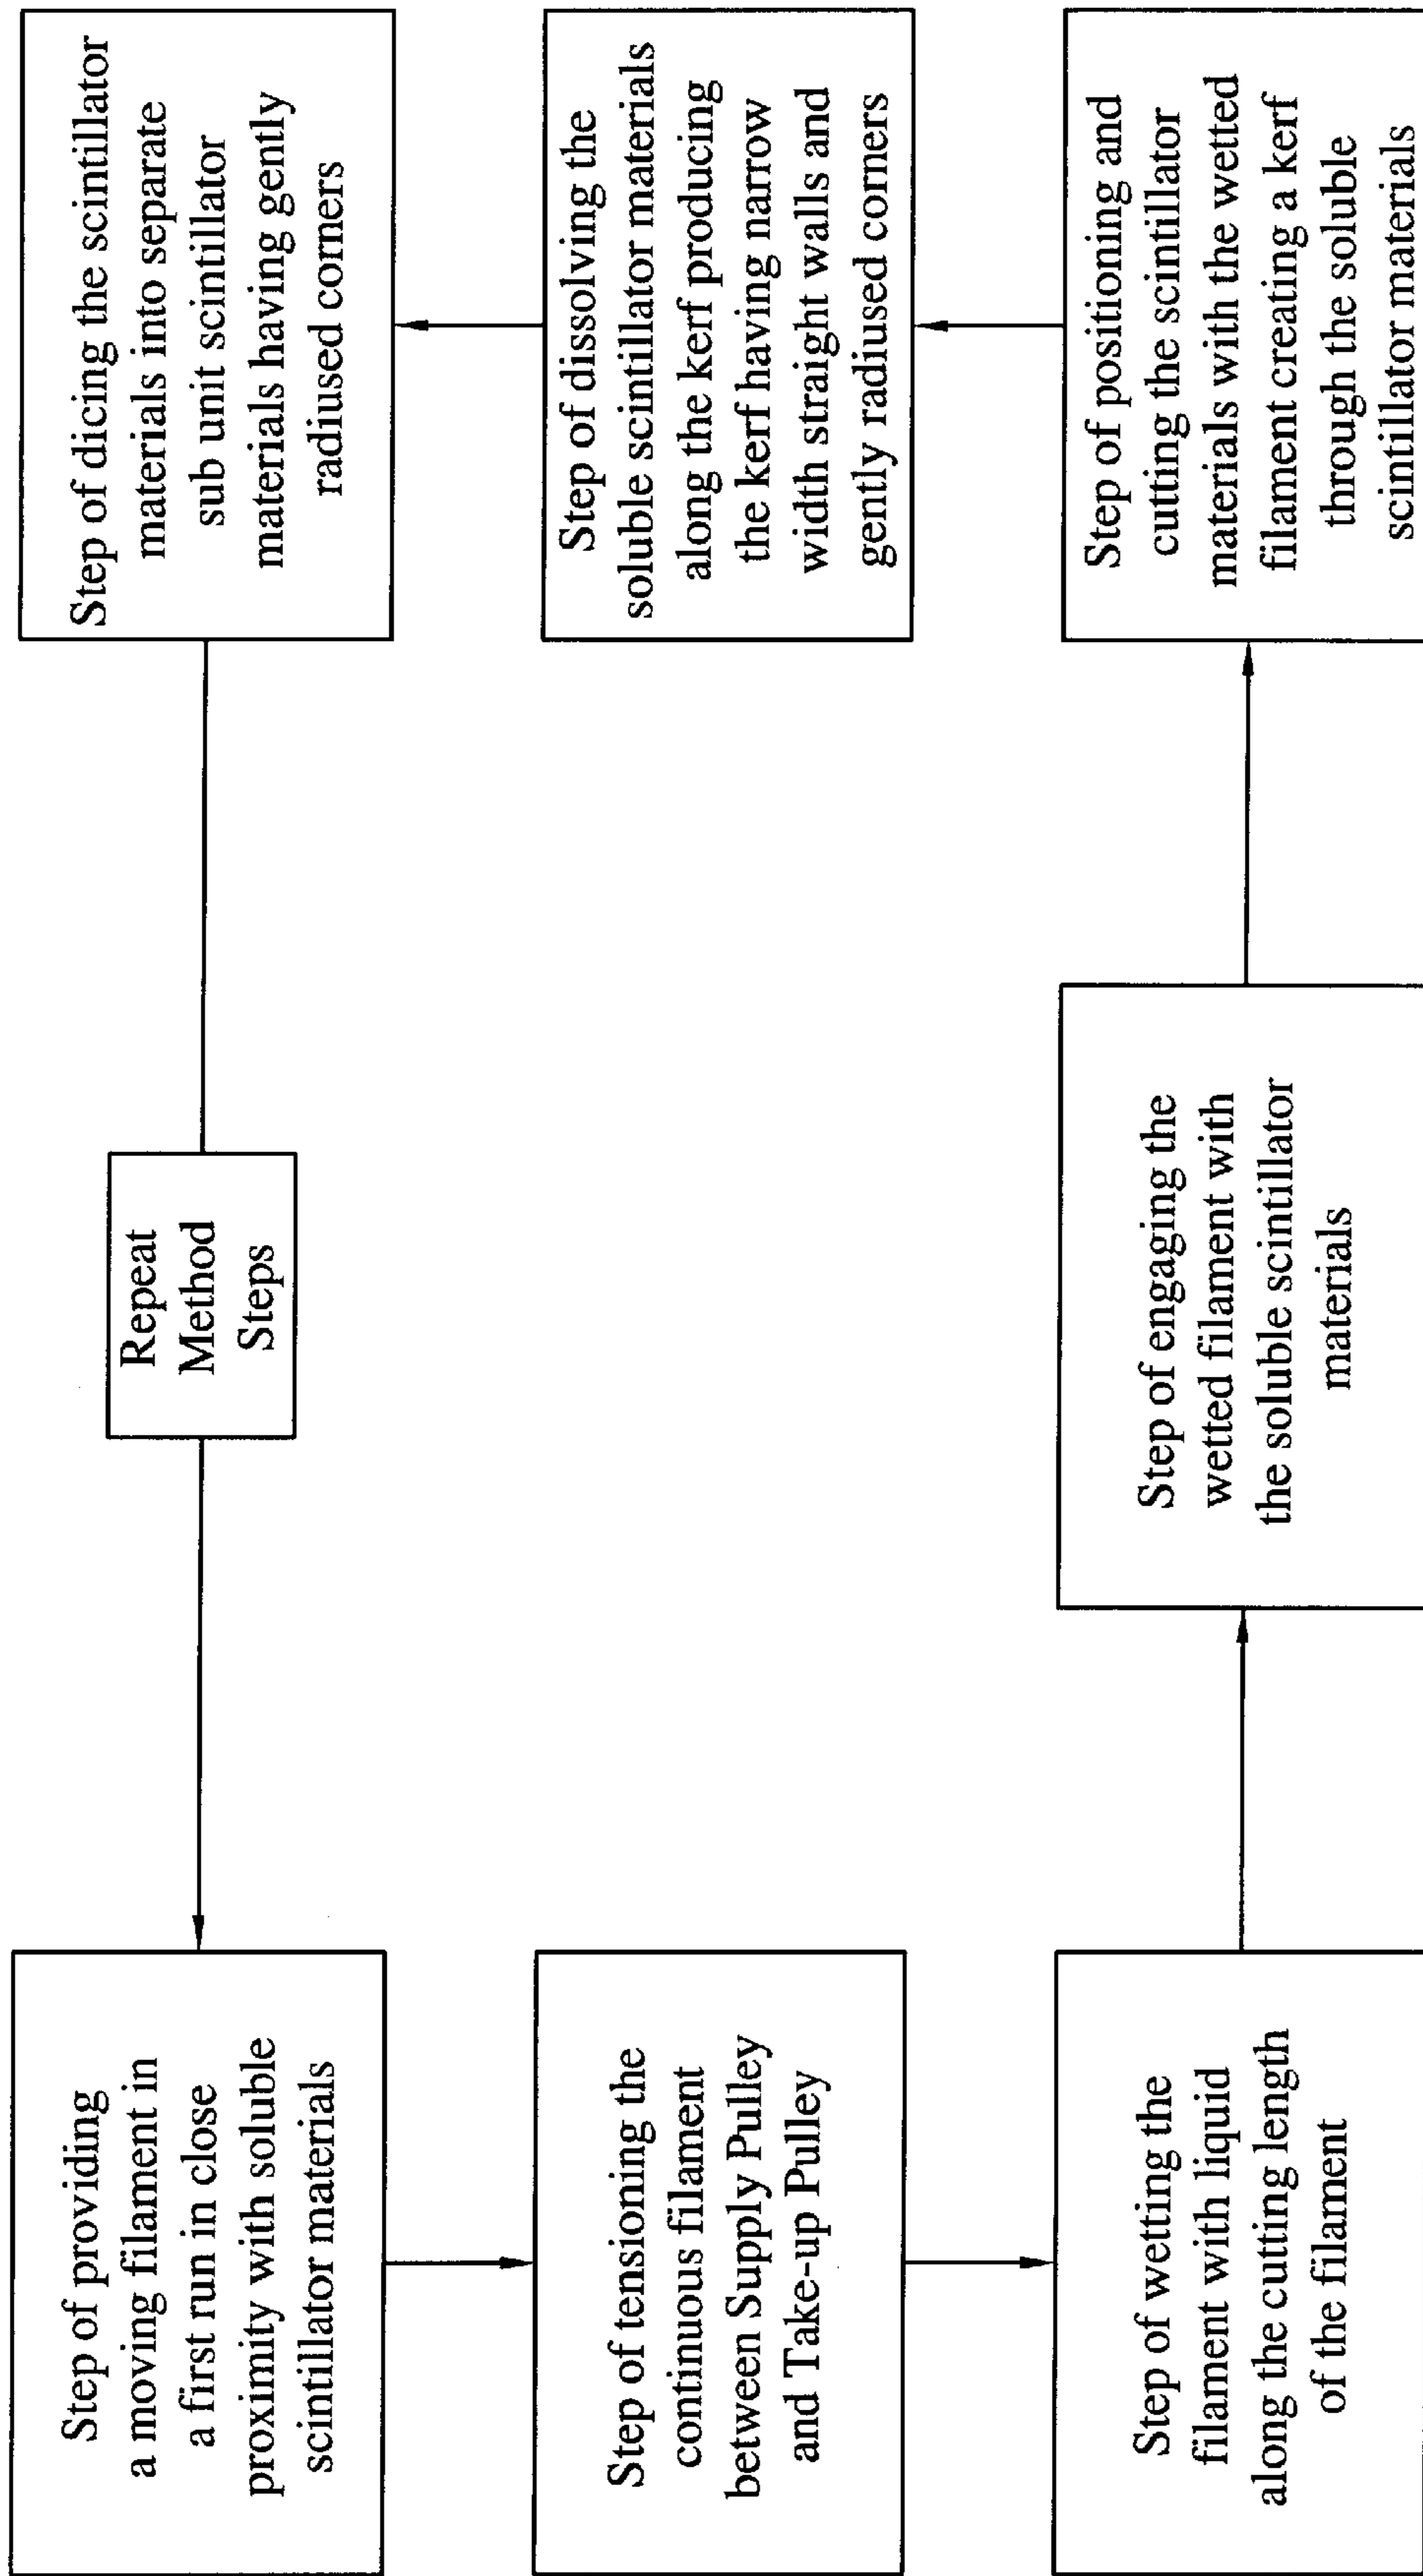 Step of providing
a moving filament in
a first run in close
proximity with soluble
scintillator materials
Step of tensioning the
continuous filament
between Supply Pulley
and Take-up Pulley
Step of wetting the
filament with liquid
along the cutting length
of the filament
Step of engaging the
wetted filament with
the soluble scintillator
materials
Step of positioning and
cutting the scintillator
materials with the wetted
filament creating a kerf
through the soluble
scintillator materials
Step of dissolving the
soluble scintillator materials
along the kerf producing
the kerf having narrow
width straight walls and
gently radiused corners
Step of dicing the scintillator
materials into separate
sub unit scintillator
materials having gently
radiused corners
Repeat
Method
Steps